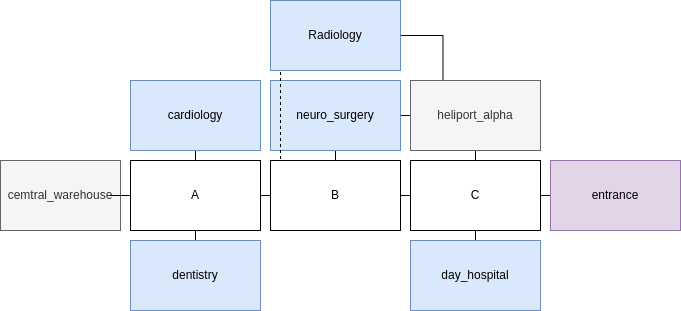 Radiology
cardiology
neuro_surgery
heliport_alpha
cemtral_warehouse
A
B
C
entrance
dentistry
day_hospital